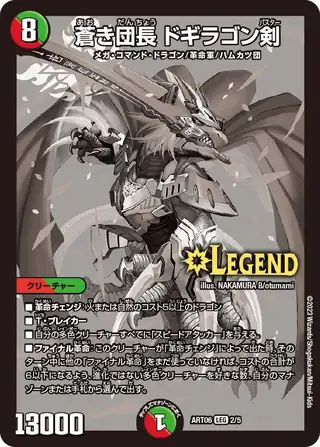 8
蒼き団長 ドギラゴン剣
メガ・コマンド・ドラゴン/革命軍/ハムカツ団
LEGEND
illus. NAKAMURA 8/otumami
クリーチャー
革命チェンジ:火または自然のコスト5以上のドラゴン
T・ブレイカー
自分の多色クリーチャーすべてに「スピードアタッカー」を与える。
ファイナル革命:このクリーチャーが「革命チェンジ」によって出た時、そのターン中に他の「ファイナル革命」をまだ使っていなければ、コストの合計が6以下になるよう、進化ではない多色クリーチャーを好きな数、自分のマナゾーンまたは手札から選んで出す。
13000
1
ART06 LEG 2/5